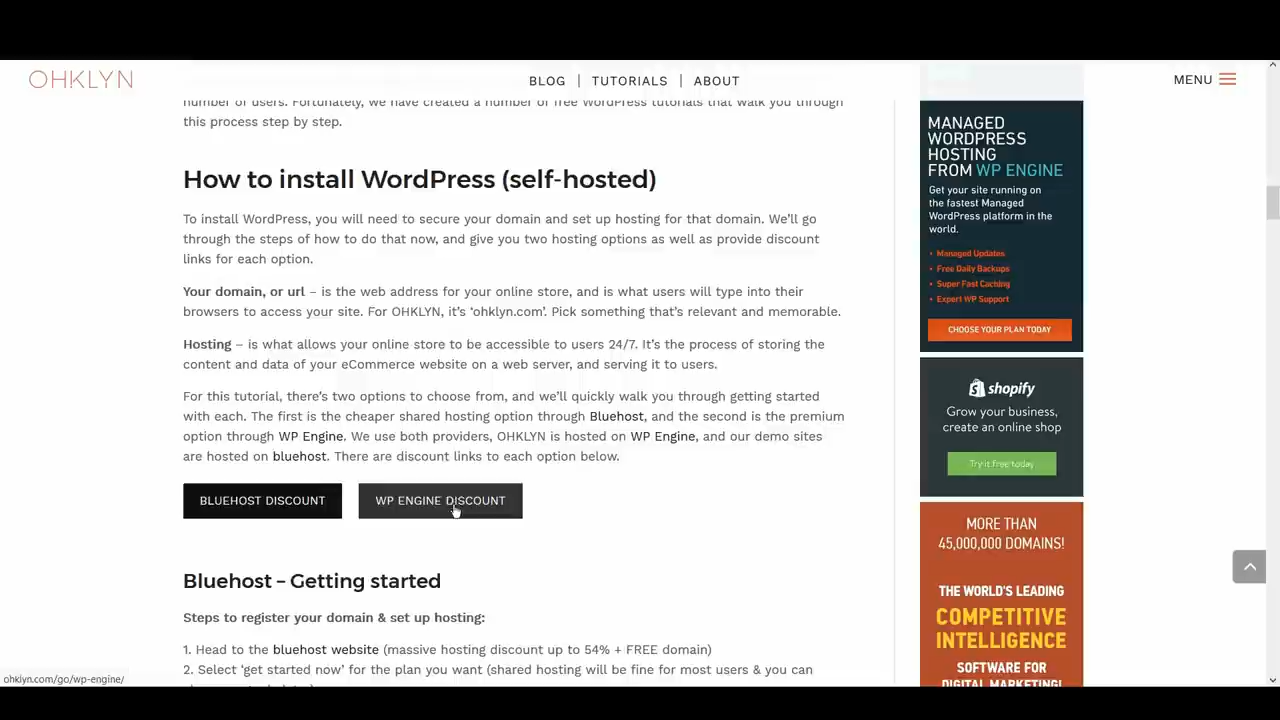 OHKLYN
BLOG | TUTORIALS | ABOUT
MENU
number of users. Fortunately, we have created a number of free WordPress tutorials that walk you through
this process step by step.
How to install WordPress (self-hosted)
To install WordPress, you will need to secure your domain and set up hosting for that domain. We'll go
through the steps of how to do that now, and give you two hosting options as well as provide discount
links for each option.
Your domain, or url – is the web address for your online store, and is what users will type into their
browsers to access your site. For OHKLYN, it's 'ohklyn.com'. Pick something that's relevant and memorable.
Hosting – is what allows your online store to be accessible to users 24/7. It's the process of storing the
content and data of your eCommerce website on a web server, and serving it to users.
For this tutorial, there's two options to choose from, and we'll quickly walk you through getting started
with each. The first is the cheaper shared hosting option through Bluehost, and the second is the premium
option through WP Engine. We use both providers, OHKLYN is hosted on WP Engine, and our demo sites
are hosted on bluehost. There are discount links to each option below.
BLUEHOST DISCOUNT
WP ENGINE DISCOUNT
Bluehost – Getting started
Steps to register your domain & set up hosting:
1. Head to the bluehost website (massive hosting discount up to 54% + FREE domain)
2. Select 'get started now' for the plan you want (shared hosting will be fine for most users & you can
ohklyn.com/go/wp-engine/
MANAGED
WORDPRESS
HOSTING
FROM WP ENGINE
Get your site running on
the fastest Managed
WordPress platform in the
world.
• Managed Updates
• Free Daily Backups
• Super Fast Caching
• Expert WP Support
CHOOSE YOUR PLAN TODAY
shopify
Grow your business,
create an online shop
Try it free today
MORE THAN
45,000,000 DOMAINS!
THE WORLD'S LEADING
COMPETITIVE
INTELLIGENCE
SOFTWARE FOR
DIGITAL MARKETING!